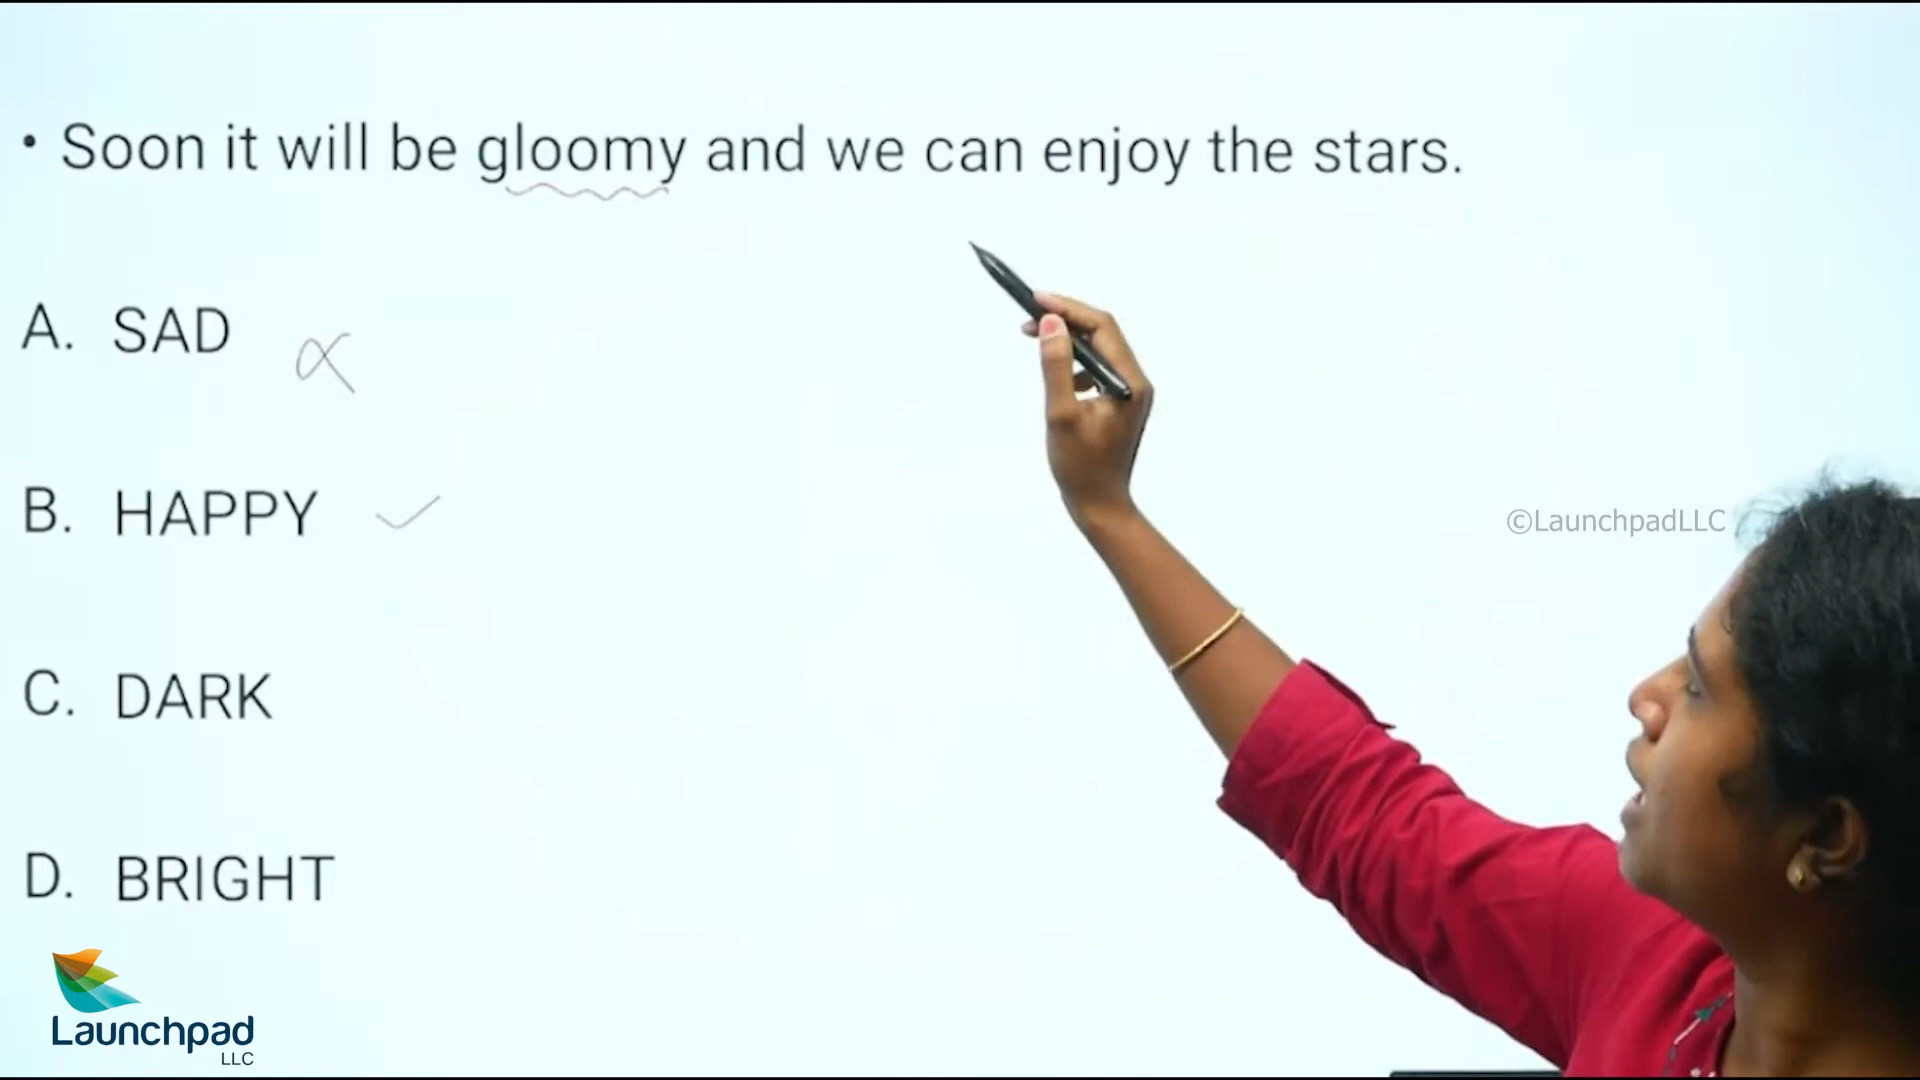 • Soon it will be gloomy and we can enjoy the stars.
A. SAD
B. HAPPY
C. DARK
D. BRIGHT
©LaunchpadLLC
Launchpad
LLC